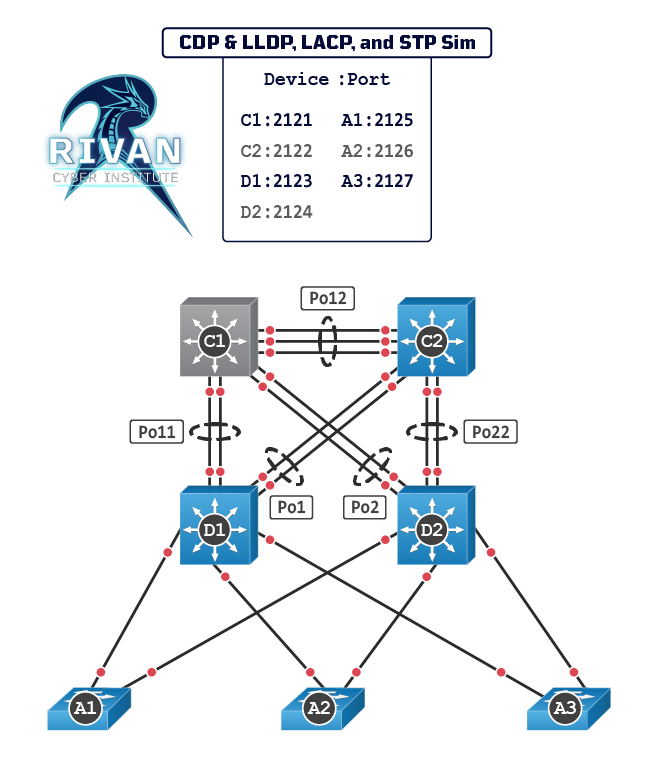 CDP & LLDP, LACP, and STP Sim
Device :Port
C1:2121 A1:2125
C2:2122 A2:2126
D1:2123 A3:2127
D2:2124
RIVAN
CYBER INSTITUTE
Po12
C1
C2
Po11
Po22
Po1
Po2
D1
D2
A1
A2
A3